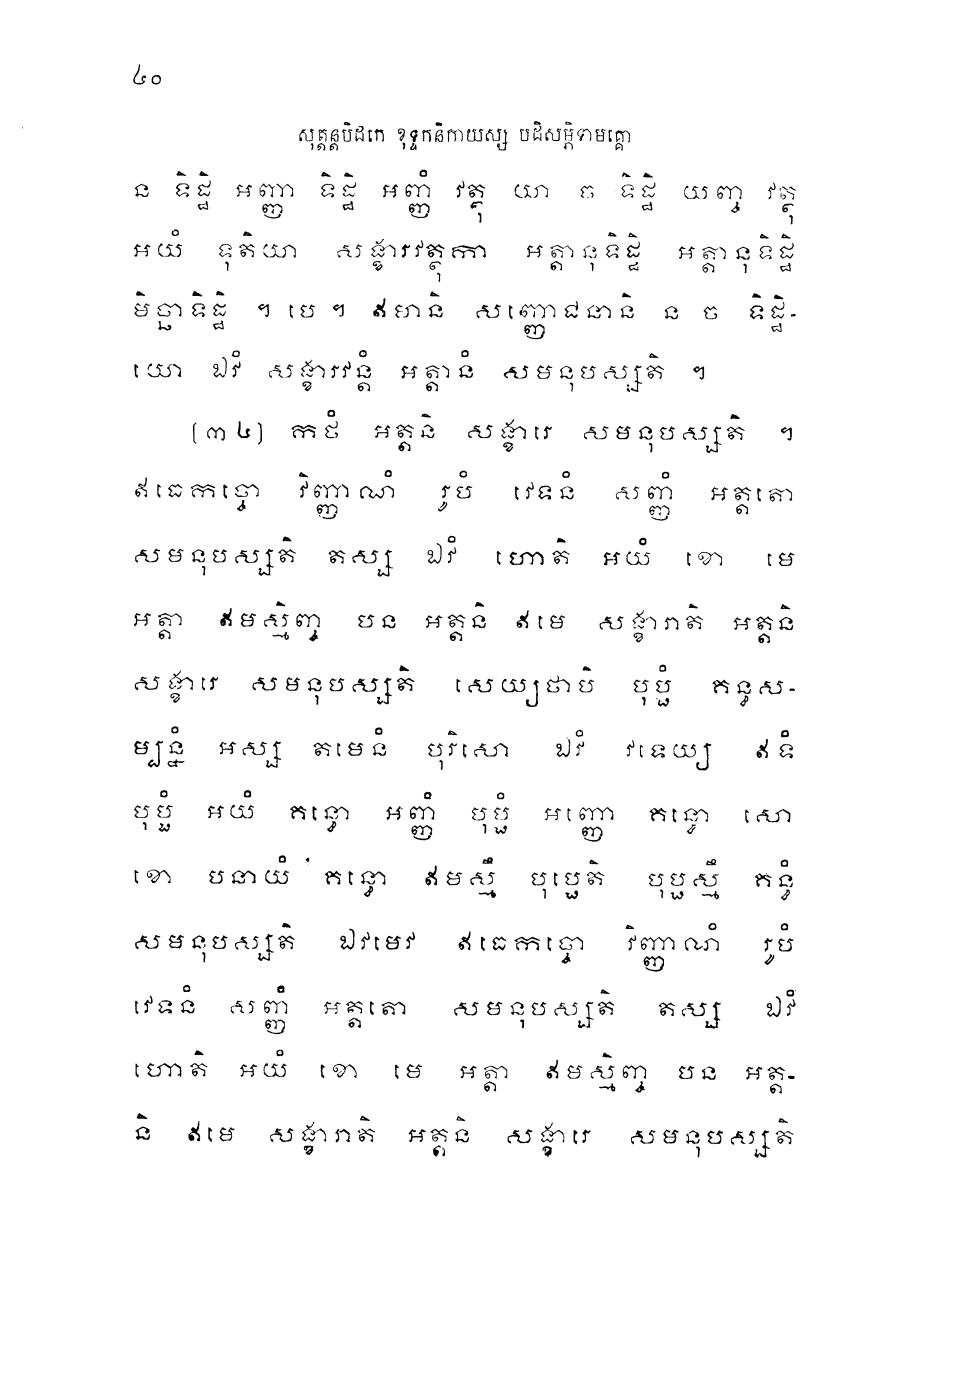 ៤០
សុត្តន្តបិដកេ ខុទ្ទកនិកាយស្ស បដិសម្ភិទាមគ្គោ
ន ទិដ្ឋិ អញ្ញា ទិដ្ឋិ អញ្ញំ វត្ថុ យា ច ទិដ្ឋិ យញ្ច វត្ថុ
អយំ ទុតិយា សង្ខារវត្ថុកា អត្តានុទិដ្ឋិ អត្តានុទិដ្ឋិ
មិច្ឆាទិដ្ឋិ ។ បេ ។ ឥមានិ សញ្ញោជនានិ ន ច ទិដ្ឋិ-
យោ ឯវំ សង្ខារវន្តំ អត្តានំ សមនុបស្សតិ ។
(៣៤) កថំ អត្តនិ សង្ខារេ សមនុបស្សតិ ។
ឥធេកច្ចោ វិញ្ញាណំ រូបំ វេទនំ សញ្ញំ អត្តតោ
សមនុបស្សតិ តស្ស ឯវំ ហោតិ អយំ ខោ មេ
អត្តា ឥមស្មិញ្ច បន អត្តនិ ឥមេ សង្ខារាតិ អត្តនិ
សង្ខារេ សមនុបស្សតិ សេយ្យថាបិ បុប្ផំ គន្ធស-
ម្បន្នំ អស្ស តមេនំ បុរិសោ ឯវំ វទេយ្យ ឥទំ
បុប្ផំ អយំ គន្ធោ អញ្ញំ បុប្ផំ អញ្ញោ គន្ធោ សោ
ខោ បនាយំ គន្ធោ ឥមស្មឹ បុប្ផេតិ បុប្ផស្មឹ គន្ធំ
សមនុបស្សតិ ឯវមេវ ឥធេកច្ចោ វិញ្ញាណំ រូបំ
វេទនំ សញ្ញំ អត្តតោ សមនុបស្សតិ តស្ស ឯវំ
ហោតិ អយំ ខោ មេ អត្តា ឥមស្មិញ្ច បន អត្ត-
និ ឥមេ សង្ខារាតិ អត្តនិ សង្ខារេ សមនុបស្សតិ